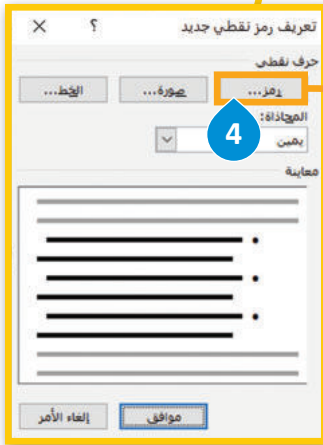 تعريف رمز نقطي جديد ؟ ×
حرف نقطي
رمز... صورة... الخط...
المحاذاة:
يمين
4
معاينة
موافق إلغاء الأمر